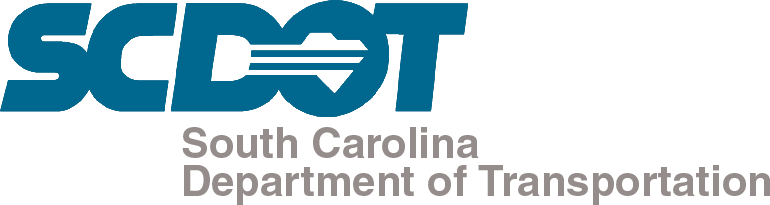 SCDOT
South Carolina
Department of Transportation